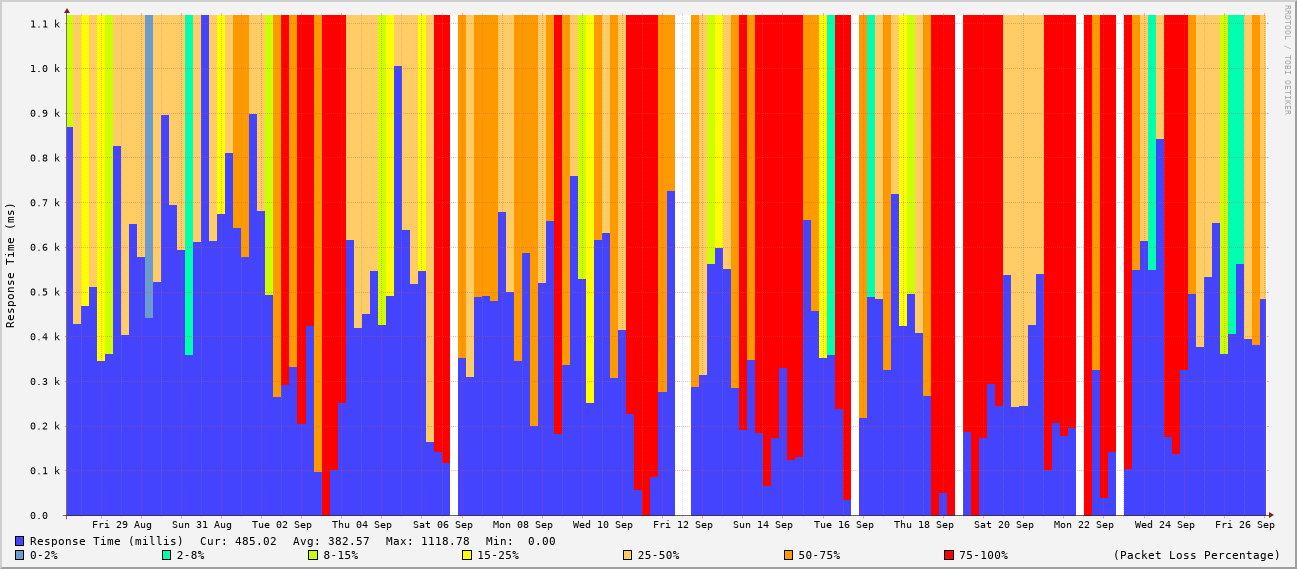 RRDTOOL / TOBI OETIKER
Response Time (ms)
1.1 k
1.0 k
0.9 k
0.8 k
0.7 k
0.6 k
0.5 k
0.4 k
0.3 k
0.2 k
0.1 k
0.0
Fri 29 Aug Sun 31 Aug Tue 02 Sep Thu 04 Sep Sat 06 Sep Mon 08 Sep Wed 10 Sep Fri 12 Sep Sun 14 Sep Tue 16 Sep Thu 18 Sep Sat 20 Sep Mon 22 Sep Wed 24 Sep Fri 26 Sep
Response Time (millis) Cur: 485.02 Avg: 382.57 Max: 1118.78 Min: 0.00
0-2% 2-8% 8-15% 15-25% 25-50% 50-75% 75-100% (Packet Loss Percentage)